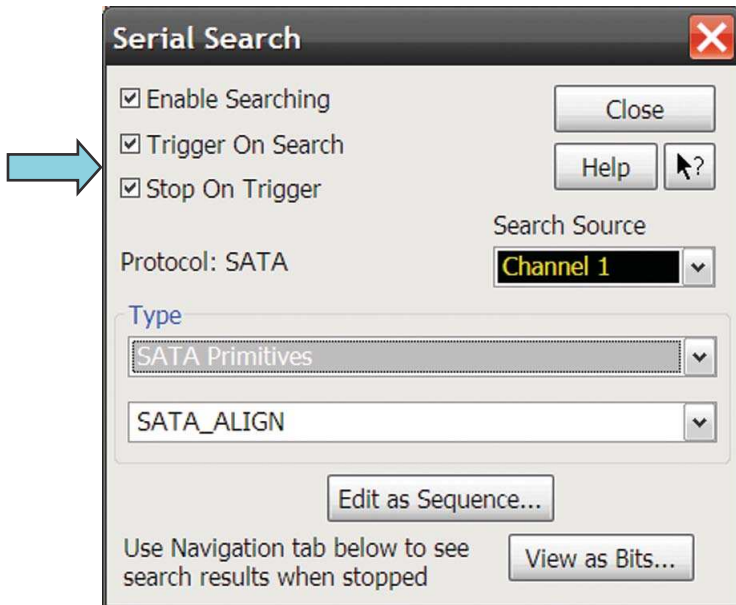 Serial Search
Enable Searching
Close
Trigger On Search
Help
?
Stop On Trigger
Search Source
Protocol: SATA
Channel 1
Type
SATA Primitives
SATA_ALIGN
Edit as Sequence...
Use Navigation tab below to see
search results when stopped
View as Bits...